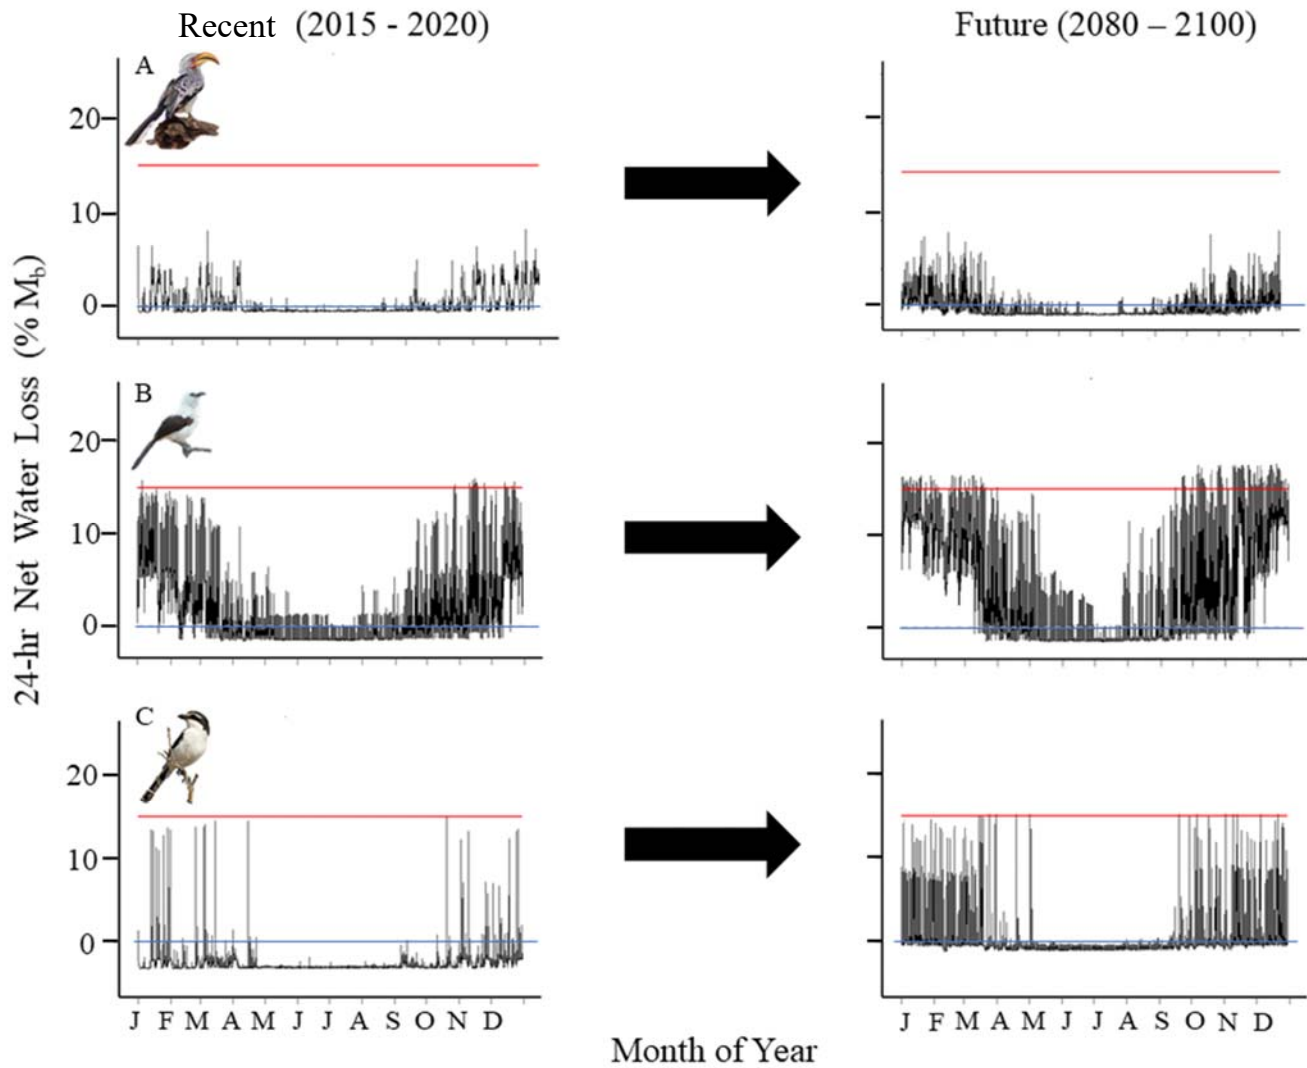 Recent (2015 - 2020)
Future (2080 – 2100)
24-hr Net Water Loss (% Mb)
A
20
10
0
B
20
10
0
C
20
10
0
J F M A M J J A S O N D
J F M A M J J A S O N D
Month of Year